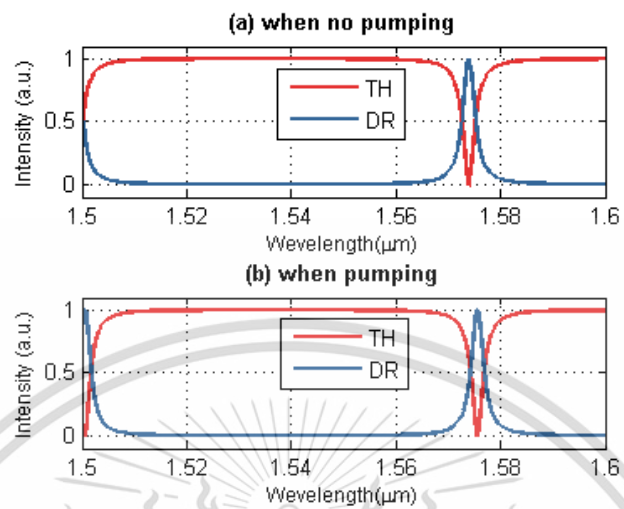 (a) when no pumping
Intensity (a.u.)
1
0.5
0
TH
DR
1.5 1.52 1.54 1.56 1.58 1.6
Wevelength(μm)
(b) when pumping
Intensity (a.u.)
1
0.5
0
TH
DR
1.5 1.52 1.54 1.56 1.58 1.6
Wavelength(μm)